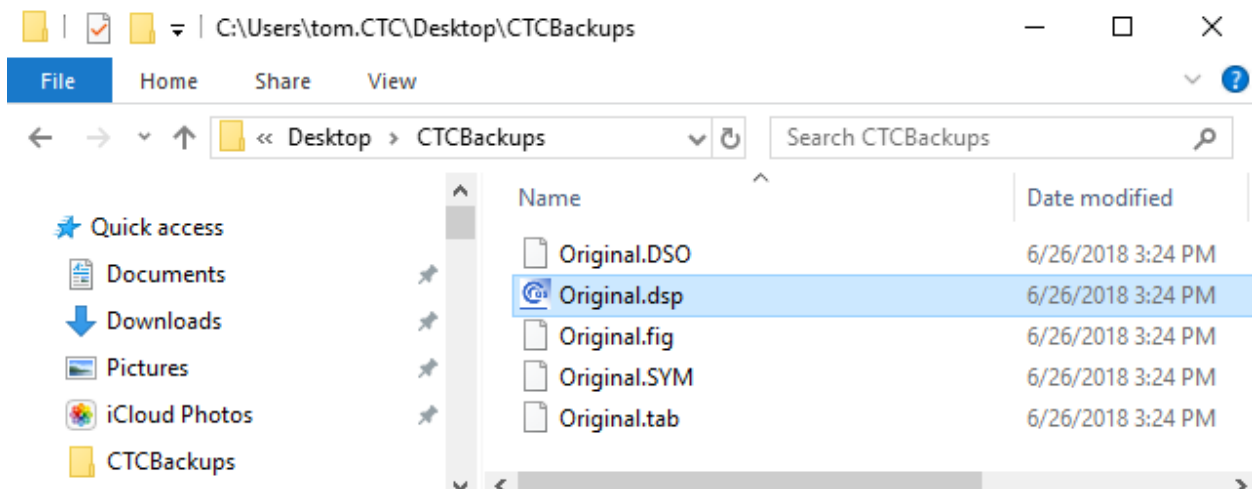 C:\Users\tom.CTC\Desktop\CTCBackups
File Home Share View
« Desktop > CTCBackups
Search CTCBackups
Quick access
Documents
Downloads
Pictures
iCloud Photos
CTCBackups
Name Date modified
Original.DSO 6/26/2018 3:24 PM
Original.dsp 6/26/2018 3:24 PM
Original.fig 6/26/2018 3:24 PM
Original.SYM 6/26/2018 3:24 PM
Original.tab 6/26/2018 3:24 PM